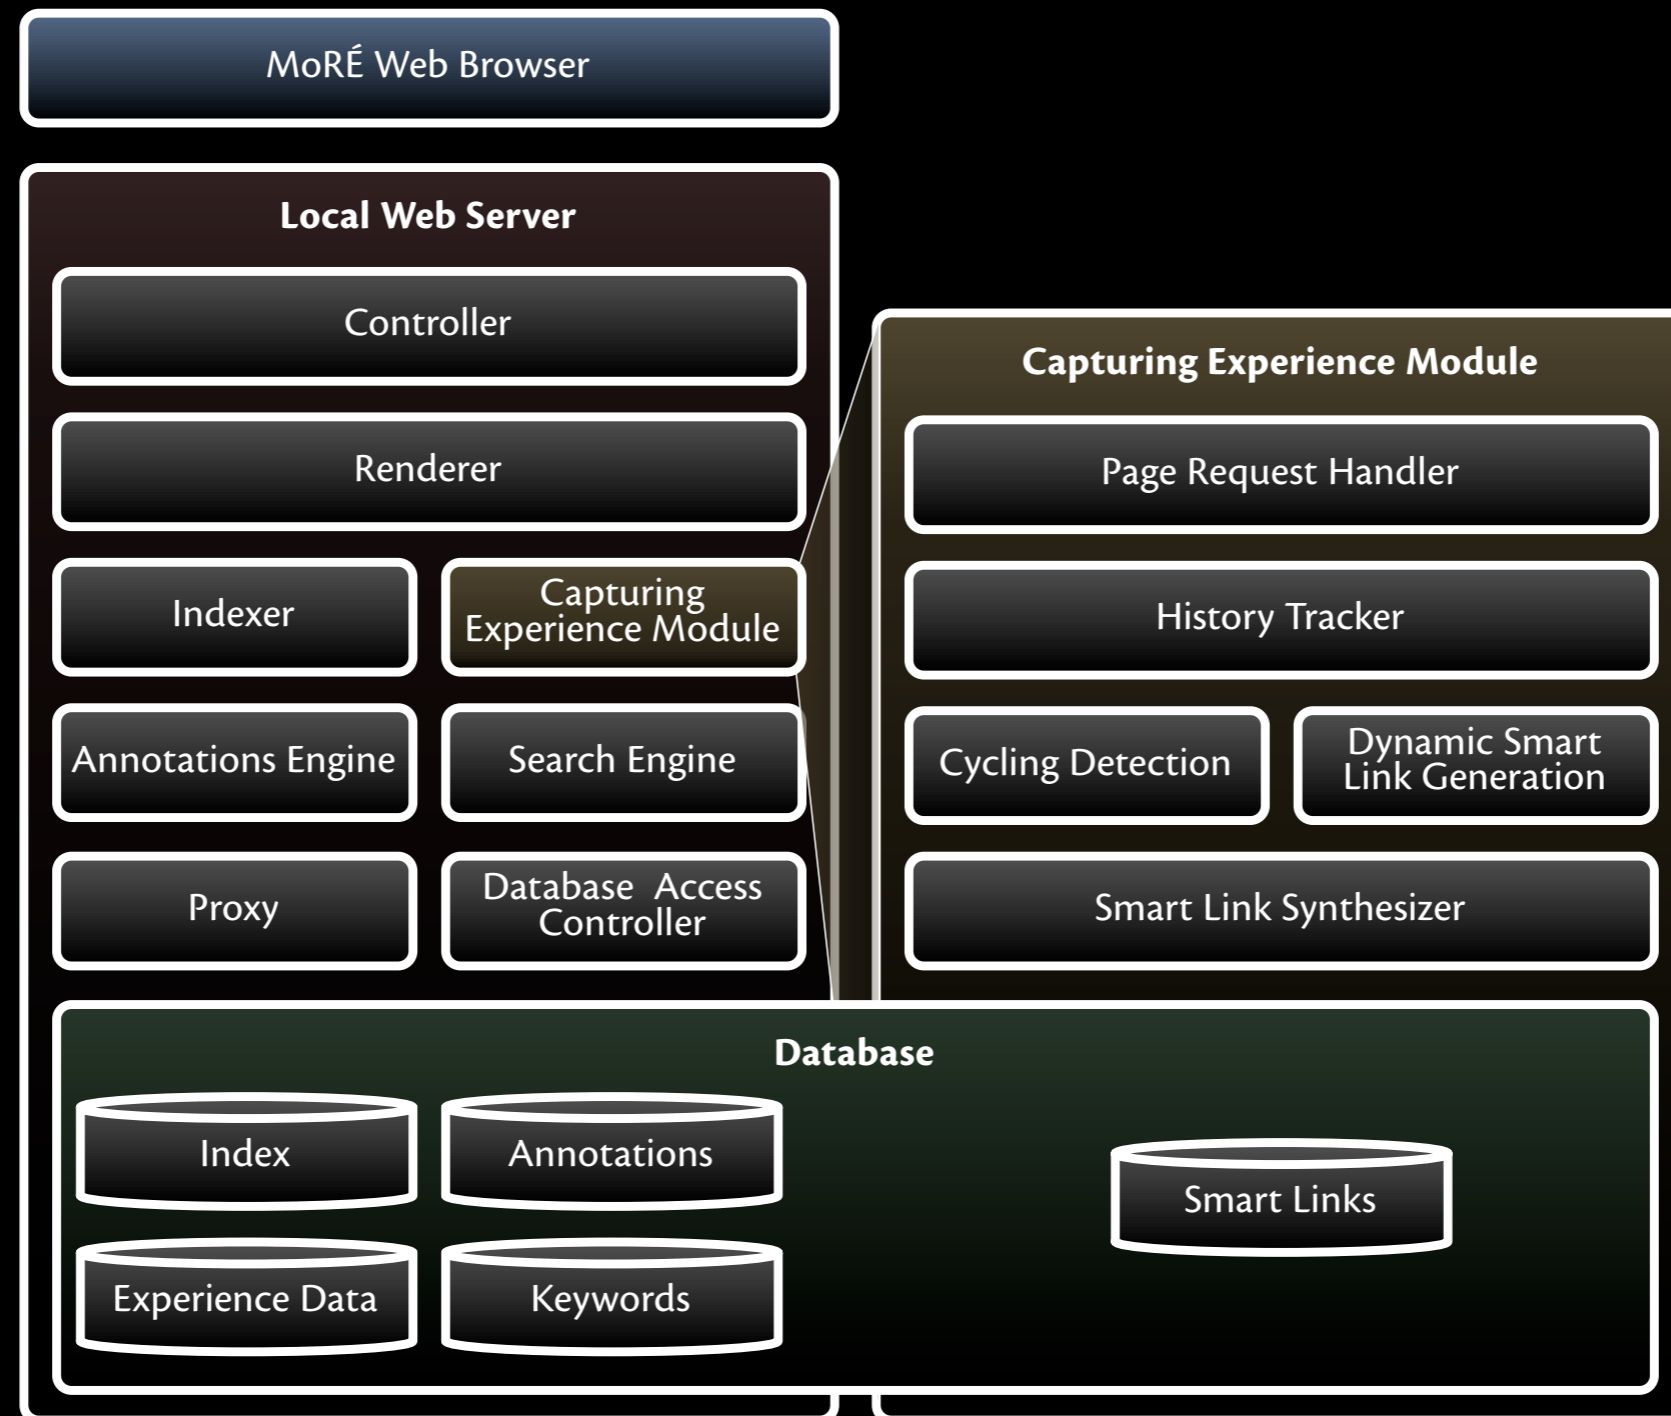 MoRÉ Web Browser
Local Web Server
Controller
Renderer
Indexer
Capturing
Experience Module
Annotations Engine
Search Engine
Proxy
Database Access
Controller
Capturing Experience Module
Page Request Handler
History Tracker
Cycling Detection
Dynamic Smart
Link Generation
Smart Link Synthesizer
Database
Index
Annotations
Experience Data
Keywords
Smart Links